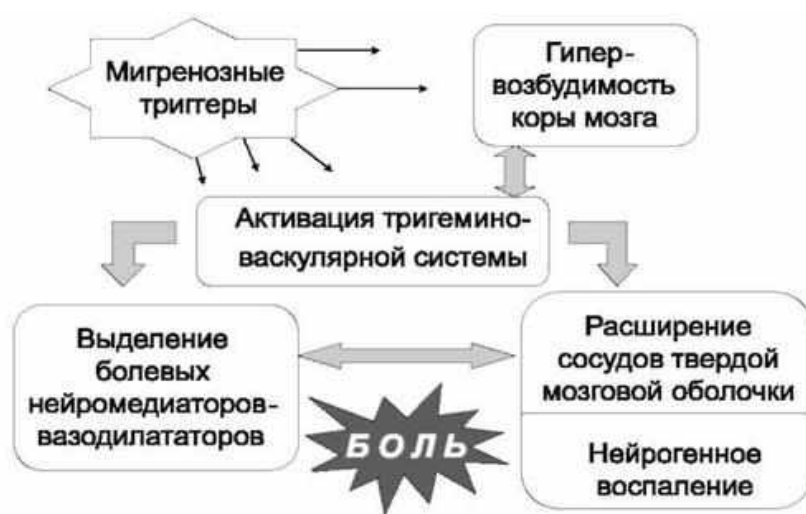 Мигренозные
триггеры
Гипер-
возбудимость
коры мозга
Активация тригемино-
васкулярной системы
Выделение
болевых
нейромедиаторов-
вазодилататоров
Расширение
сосудов твердой
мозговой оболочки
Нейрогенное
воспаление
БОЛЬ